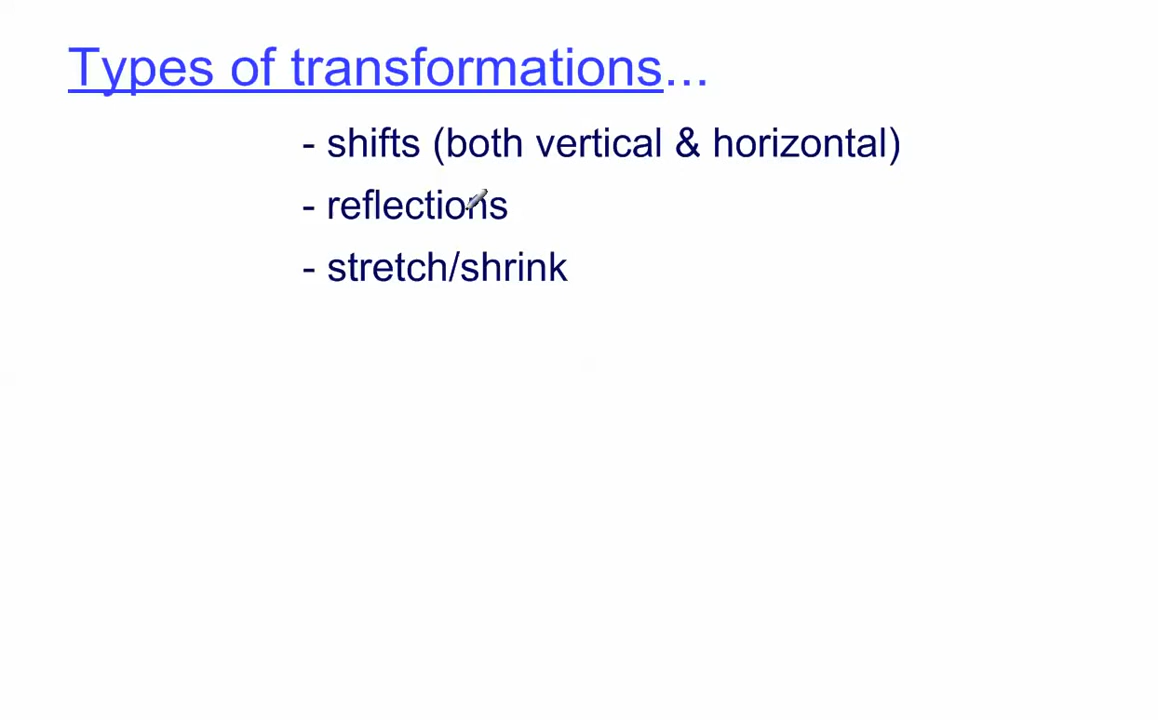 Types of transformations...
- shifts (both vertical & horizontal)
- reflections
- stretch/shrink